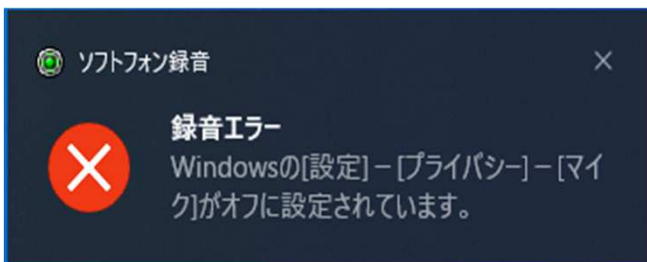 ソフトフォン録音
録音エラー
Windowsの[設定]－[プライバシー]－[マイ
ク]がオフに設定されています。